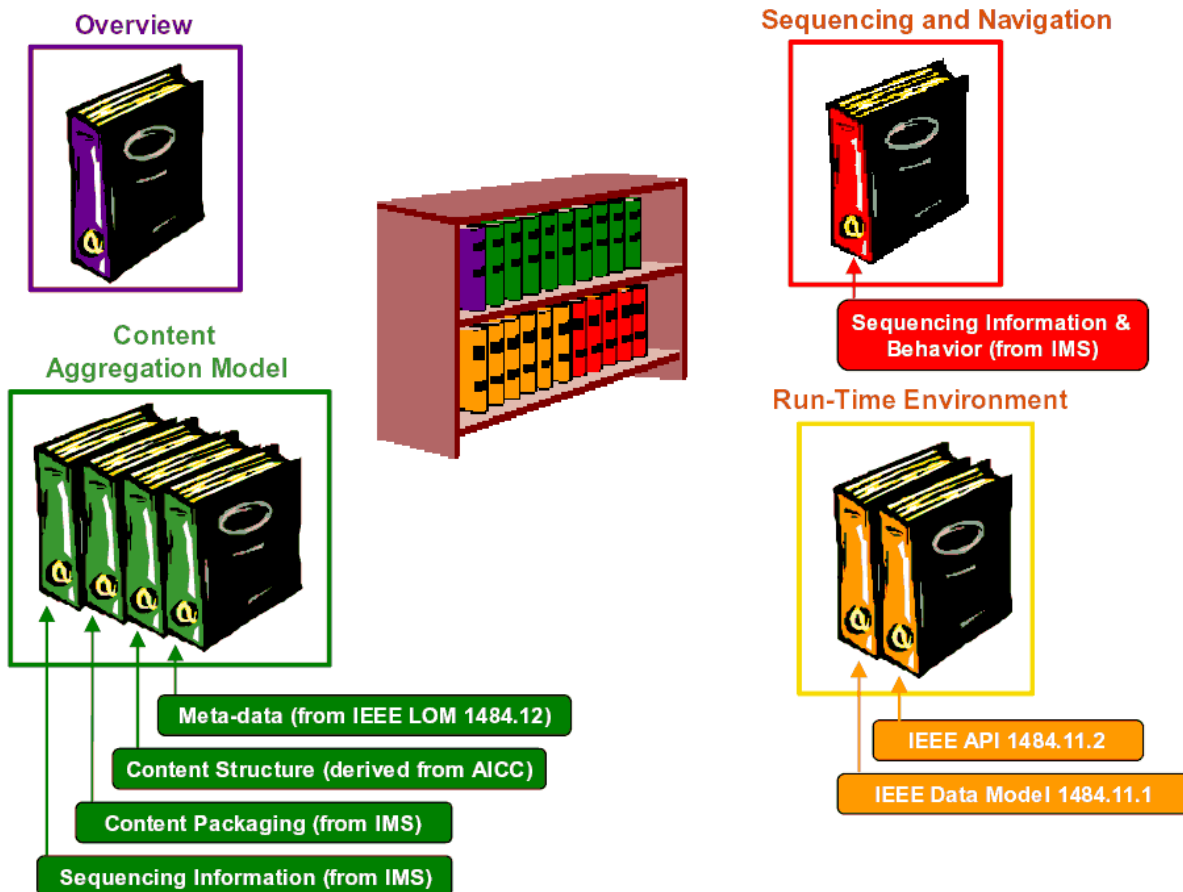 Overview
Sequencing and Navigation
Sequencing Information &
Behavior (from IMS)
Content
Aggregation Model
Run-Time Environment
Meta-data (from IEEE LOM 1484.12)
Content Structure (derived from AICC)
Content Packaging (from IMS)
Sequencing Information (from IMS)
IEEE API 1484.11.2
IEEE Data Model 1484.11.1